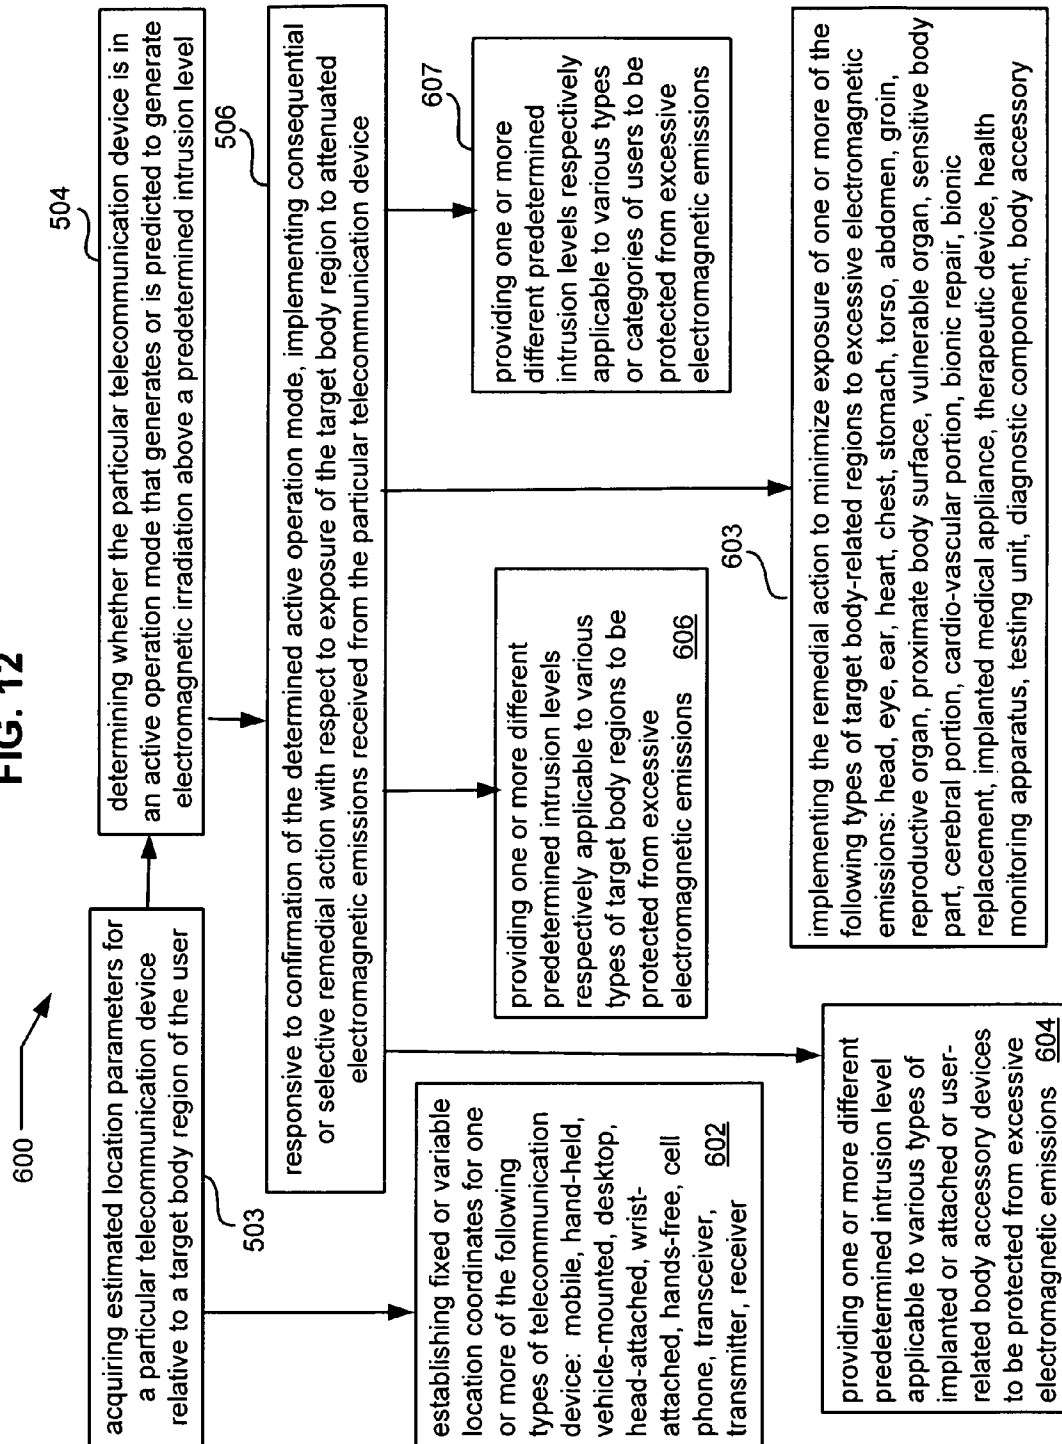 FIG. 12
600
acquiring estimated location parameters for
a particular telecommunication device
relative to a target body region of the user
503
determining whether the particular telecommunication device is in
an active operation mode that generates or is predicted to generate
electromagnetic irradiation above a predetermined intrusion level
504
responsive to confirmation of the determined active operation mode, implementing consequential
or selective remedial action with respect to exposure of the target body region to attenuated
electromagnetic emissions received from the particular telecommunication device
506
establishing fixed or variable
location coordinates for one
or more of the following
types of telecommunication
device: mobile, hand-held,
vehicle-mounted, desktop,
head-attached, wrist-
attached, hands-free, cell
phone, transceiver,
transmitter, receiver 602
providing one or more different
predetermined intrusion levels
respectively applicable to various
types of target body regions to be
protected from excessive
electromagnetic emissions 606
providing one or more
different predetermined
intrusion levels respectively
applicable to various types
or categories of users to be
protected from excessive
electromagnetic emissions
607
providing one or more different
predetermined intrusion level
applicable to various types of
implanted or attached or user-
related body accessory devices
to be protected from excessive
electromagnetic emissions 604
implementing the remedial action to minimize exposure of one or more of the
following types of target body-related regions to excessive electromagnetic
emissions: head, eye, ear, heart, chest, stomach, torso, abdomen, groin,
reproductive organ, proximate body surface, vulnerable organ, sensitive body
part, cerebral portion, cardio-vascular portion, bionic repair, bionic
replacement, implanted medical appliance, therapeutic device, health
monitoring apparatus, testing unit, diagnostic component, body accessory
603